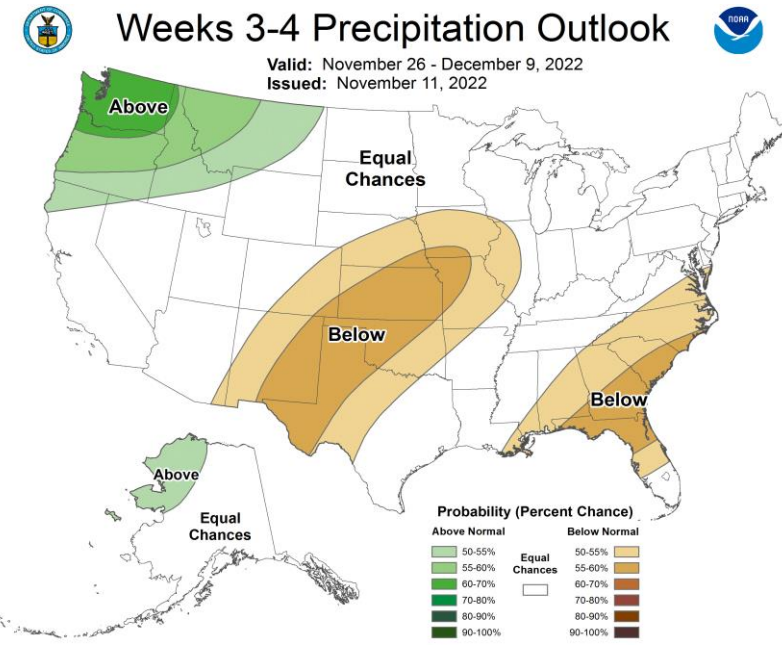 Weeks 3-4 Precipitation Outlook
NOAA
Valid: November 26 - December 9, 2022
Issued: November 11, 2022
Above
Equal
Chances
Below
Below
Above
Equal
Chances
Probability (Percent Chance)
Above Normal
Below Normal
Equal
Chances
50-55%
55-60%
60-70%
70-80%
80-90%
90-100%
50-55%
55-60%
60-70%
70-80%
80-90%
90-100%